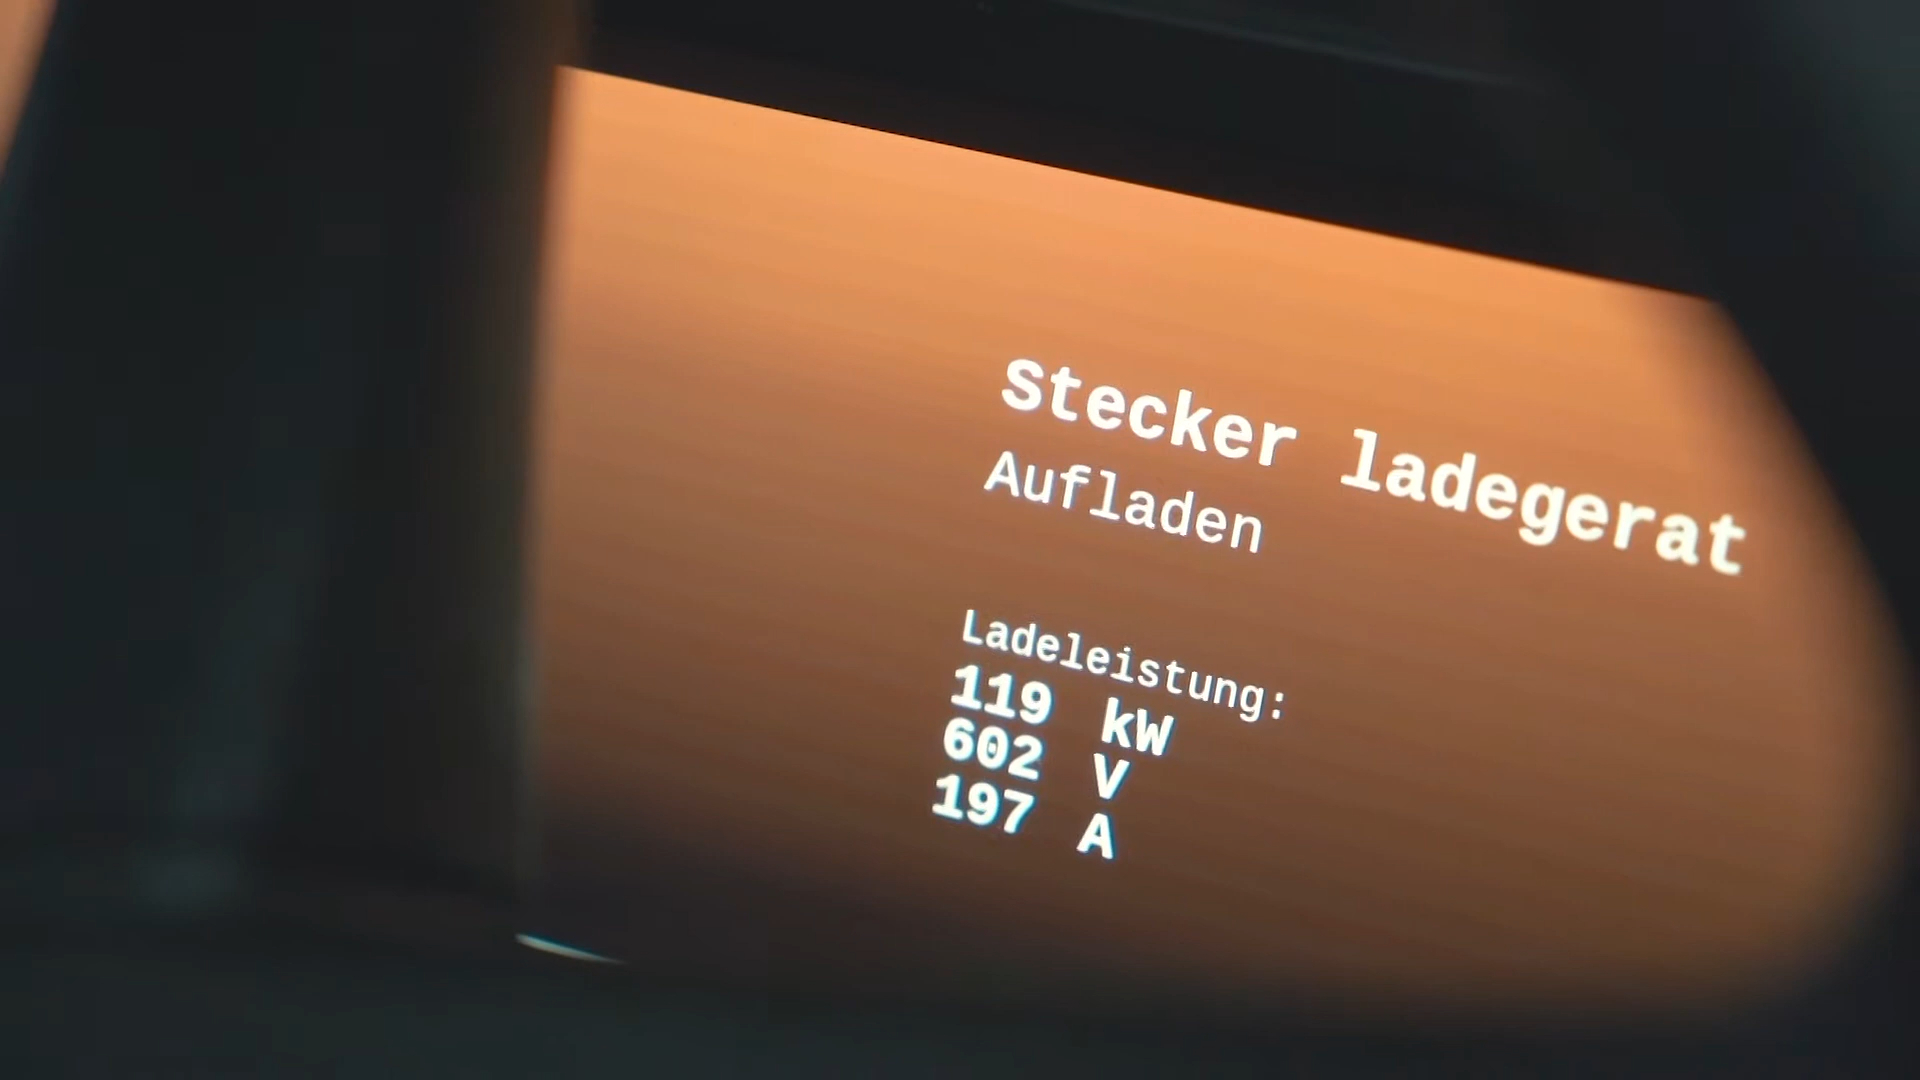 Stecker ladegerat
Aufladen
Ladeleistung:
119 kW
602 V
197 A